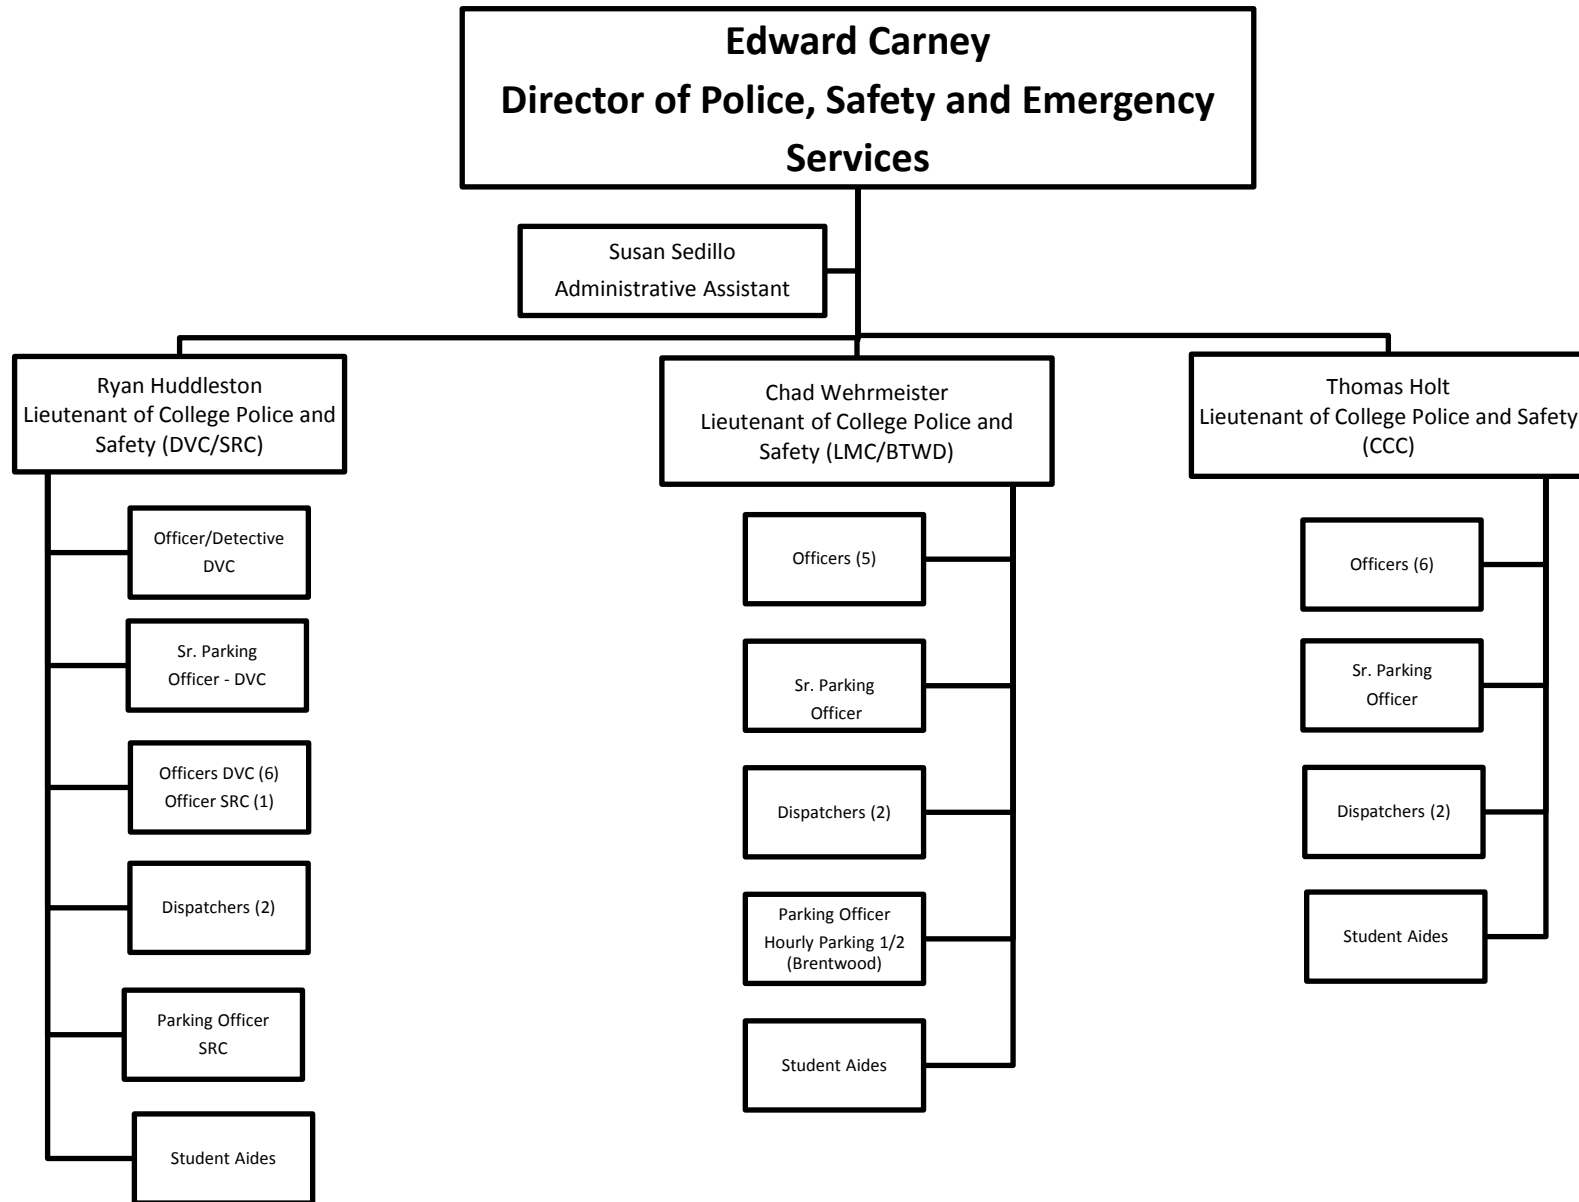 Edward Carney
Director of Police, Safety and Emergency
Services
Susan Sedillo
Administrative Assistant
Ryan Huddleston
Lieutenant of College Police and
Safety (DVC/SRC)
Officer/Detective
DVC
Sr. Parking
Officer - DVC
Officers DVC (6)
Officer SRC (1)
Dispatchers (2)
Parking Officer
SRC
Student Aides
Chad Wehrmeister
Lieutenant of College Police and
Safety (LMC/BTWD)
Officers (5)
Sr. Parking
Officer
Dispatchers (2)
Parking Officer
Hourly Parking 1/2
(Brentwood)
Student Aides
Thomas Holt
Lieutenant of College Police and Safety
(CCC)
Officers (6)
Sr. Parking
Officer
Dispatchers (2)
Student Aides